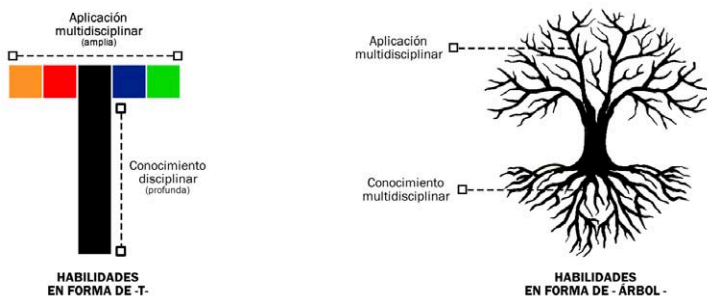 Aplicación
multidisciplinar
(amplia)
Conocimiento
disciplinar
(profunda)
HABILIDADES
EN FORMA DE -T-
Aplicación
multidisciplinar
Conocimiento
multidisciplinar
HABILIDADES
EN FORMA DE - ÁRBOL -